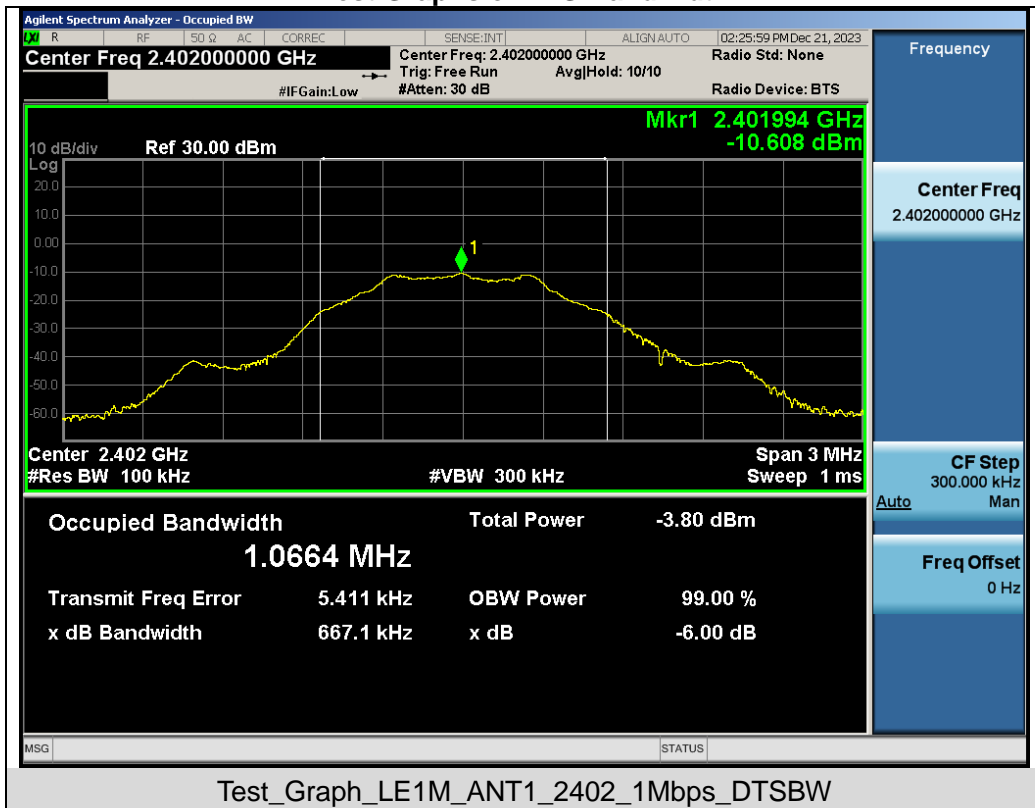 Agilent Spectrum Analyzer - Occupied BW
LXI R RF 50 Ω AC CORREC SENSE:INT ALIGN AUTO 02:25:59 PM Dec 21, 2023
Center Freq 2.402000000 GHz
Center Freq: 2.402000000 GHz
Radio Std: None
Trig: Free Run Avg|Hold: 10/10
#IFGain:Low
#Atten: 30 dB
Radio Device: BTS
Mkr1 2.401994 GHz
-10.608 dBm
10 dB/div Ref 30.00 dBm
Log
20.0
10.0
0.00
1
-10.0
-20.0
-30.0
-40.0
-50.0
-60.0
Center 2.402 GHz Span 3 MHz
#Res BW 100 kHz #VBW 300 kHz Sweep 1 ms
Occupied Bandwidth Total Power -3.80 dBm
1.0664 MHz
Transmit Freq Error 5.411 kHz OBW Power 99.00 %
x dB Bandwidth 667.1 kHz x dB -6.00 dB
MSG STATUS
Frequency
Center Freq
2.402000000 GHz
CF Step
300.000 kHz
Auto Man
Freq Offset
0 Hz
Test_Graph_LE1M_ANT1_2402_1Mbps_DTSBW